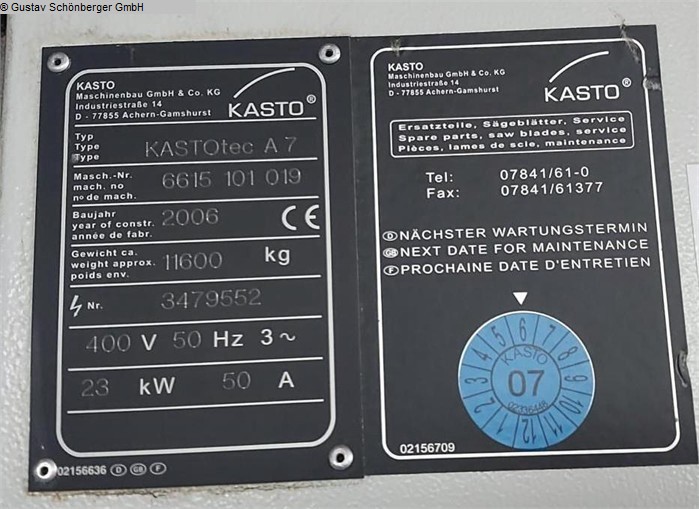 © Gustav Schönberger GmbH
KASTO
Maschinenbau GmbH & Co. KG
Industriestraße 14
D - 77855 Achern-Gamshurst
KASTO®
Typ
Type
Type
KASTOtec A 7
Masch.-Nr.
mach. no
nº de mach.
6615 101 019
Baujahr
year of constr.
année de fabr.
2006
CE
Gewicht ca.
weight approx.
poids env.
11600 kg
Nr. 3479552
400 V 50 Hz 3 ~
23 kW 50 A
02156636 D GB F
KASTO
Maschinenbau GmbH & Co. KG
Industriestraße 14
D - 77855 Achern-Gamshurst
KASTO®
Ersatzteile, Sägeblätter, Service
Spare parts, saw blades, service
Pièces, lames de scie, maintenance
Tel: 07841/61-0
Fax: 07841/61377
D NÄCHSTER WARTUNGSTERMIN
GB NEXT DATE FOR MAINTENANCE
F PROCHAINE DATE D'ENTRETIEN
1 2 3 4 5 6 7 8 9 10 11 12
KASTO
07
02156709